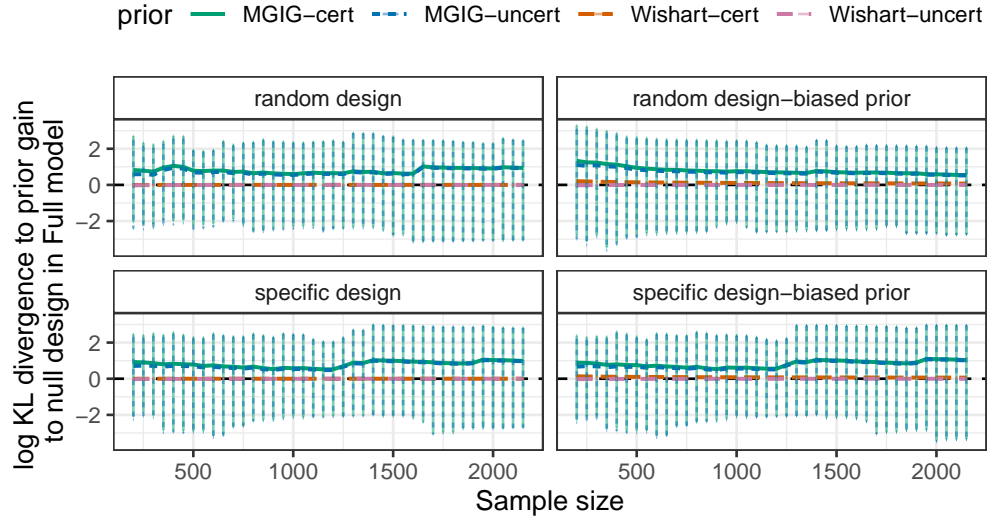 prior MGIG−cert MGIG−uncert Wishart−cert Wishart−uncert
log KL divergence to prior gain
to null design in Full model
random design
random design−biased prior
2
0
−2
specific design
specific design−biased prior
2
0
−2
500 1000 1500 2000
500 1000 1500 2000
Sample size